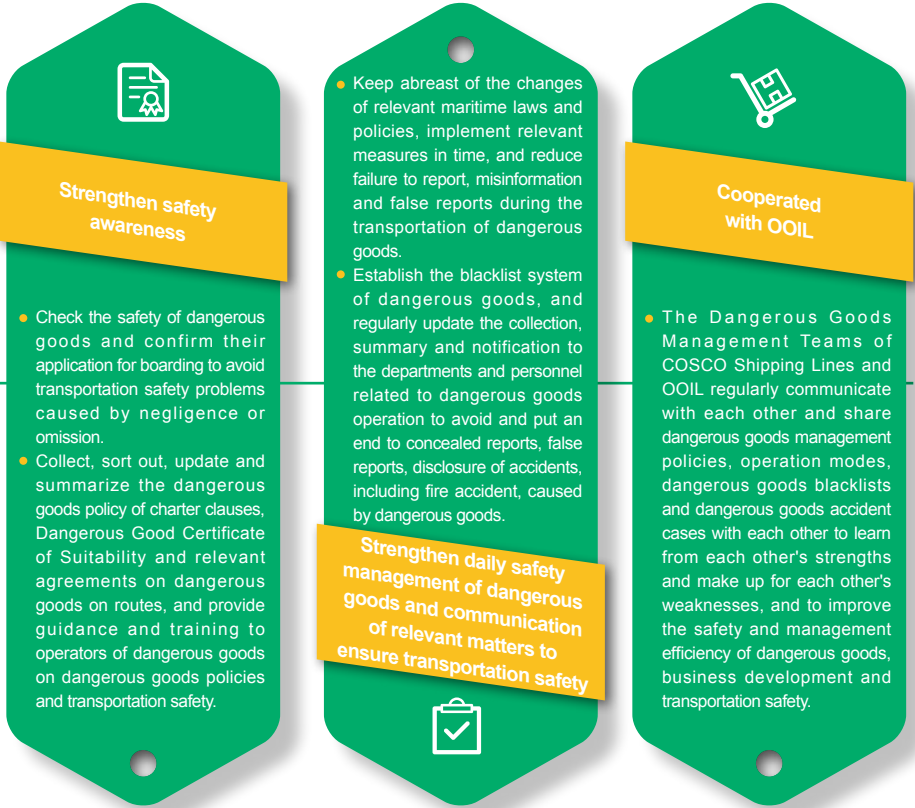 Strengthen safety
awareness
Check the safety of dangerous
goods and confirm their
application for boarding to avoid
transportation safety problems
caused by negligence or
omission.
Collect, sort out, update and
summarize the dangerous
goods policy of charter clauses,
Dangerous Good Certificate
of Suitability and relevant
agreements on dangerous
goods on routes, and provide
guidance and training to
operators of dangerous goods
on dangerous goods policies
and transportation safety.
Keep abreast of the changes
of relevant maritime laws and
policies, implement relevant
measures in time, and reduce
failure to report, misinformation
and false reports during the
transportation of dangerous
goods.
Establish the blacklist system
of dangerous goods, and
regularly update the collection,
summary and notification to
the departments and personnel
related to dangerous goods
operation to avoid and put an
end to concealed reports, false
reports, disclosure of accidents,
including fire accident, caused
by dangerous goods.
Strengthen daily safety
management of dangerous
goods and communication
of relevant matters to
ensure transportation safety
Cooperated
with OOIL
The Dangerous Goods
Management Teams of
COSCO Shipping Lines and
OOIL regularly communicate
with each other and share
dangerous goods management
policies, operation modes,
dangerous goods blacklists
and dangerous goods accident
cases with each other to learn
from each other's strengths
and make up for each other's
weaknesses, and to improve
the safety and management
efficiency of dangerous goods,
business development and
transportation safety.